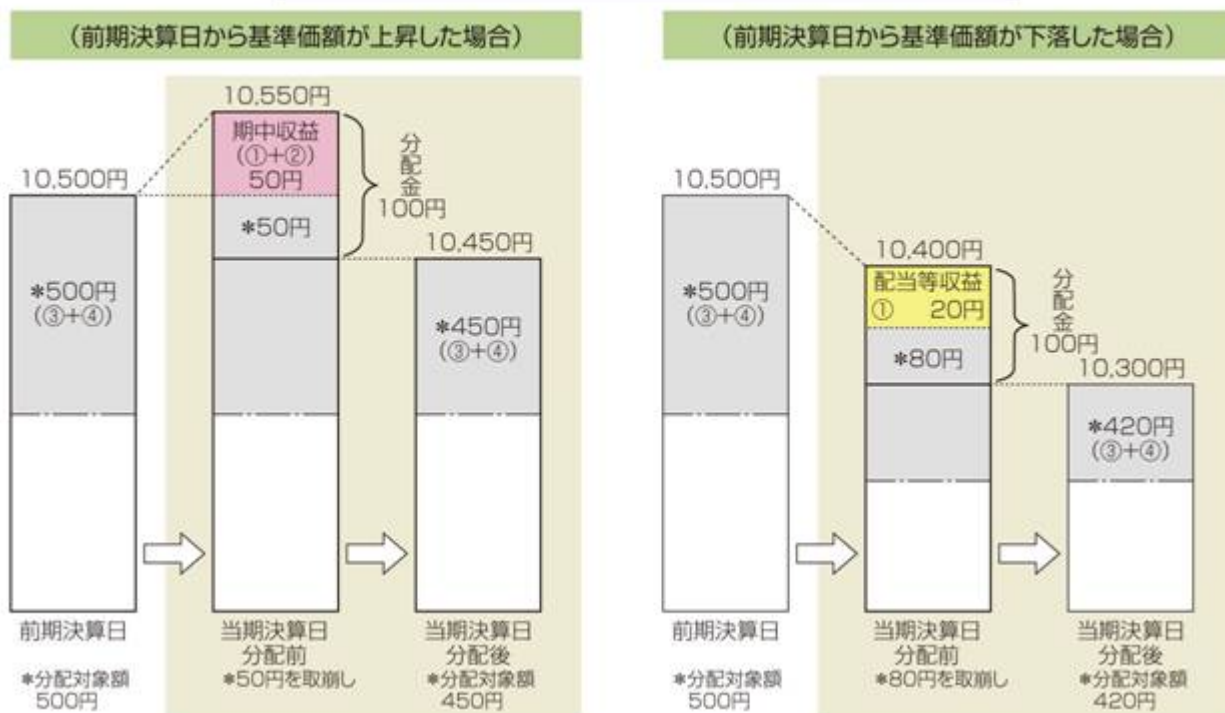 (前期決算日から基準価額が上昇した場合)
10,550円
期中収益
(①+②)
50円
*50円
分配金
100円
10,500円
*500円
(③+④)
10,450円
*450円
(③+④)
前期決算日
*分配対象額
500円
当期決算日
分配前
*50円を取崩し
当期決算日
分配後
*分配対象額
450円
(前期決算日から基準価額が下落した場合)
10,500円
*500円
(③+④)
10,400円
配当等収益
① 20円
*80円
分配金
100円
10,300円
*420円
(③+④)
前期決算日
*分配対象額
500円
当期決算日
分配前
*80円を取崩し
当期決算日
分配後
*分配対象額
420円